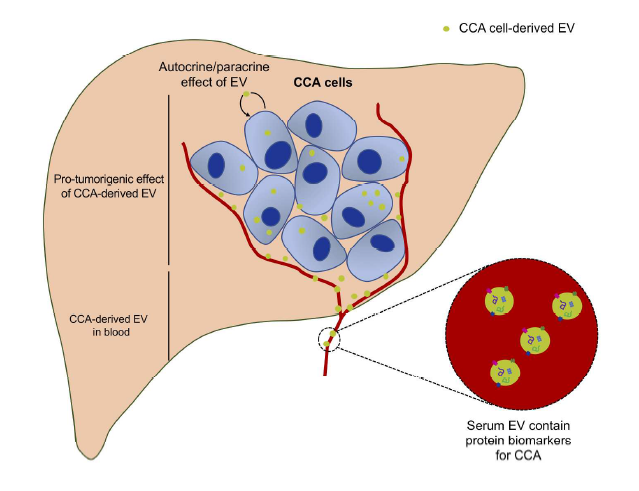 CCA cell-derived EV
Autocrine/paracrine
effect of EV
CCA cells
Pro-tumorigenic effect
of CCA-derived EV
CCA-derived EV
in blood
Serum EV contain
protein biomarkers
for CCA